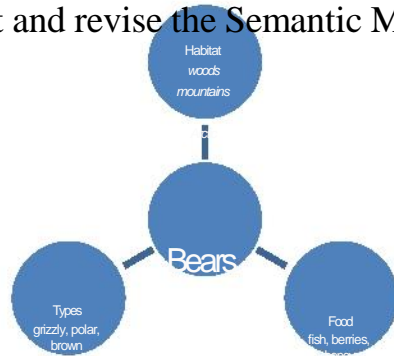 t and revise the Semantic M
Habitat
woods
mountains
c
Bears
Types
grizzly, polar,
brown
Food
fish, berries,